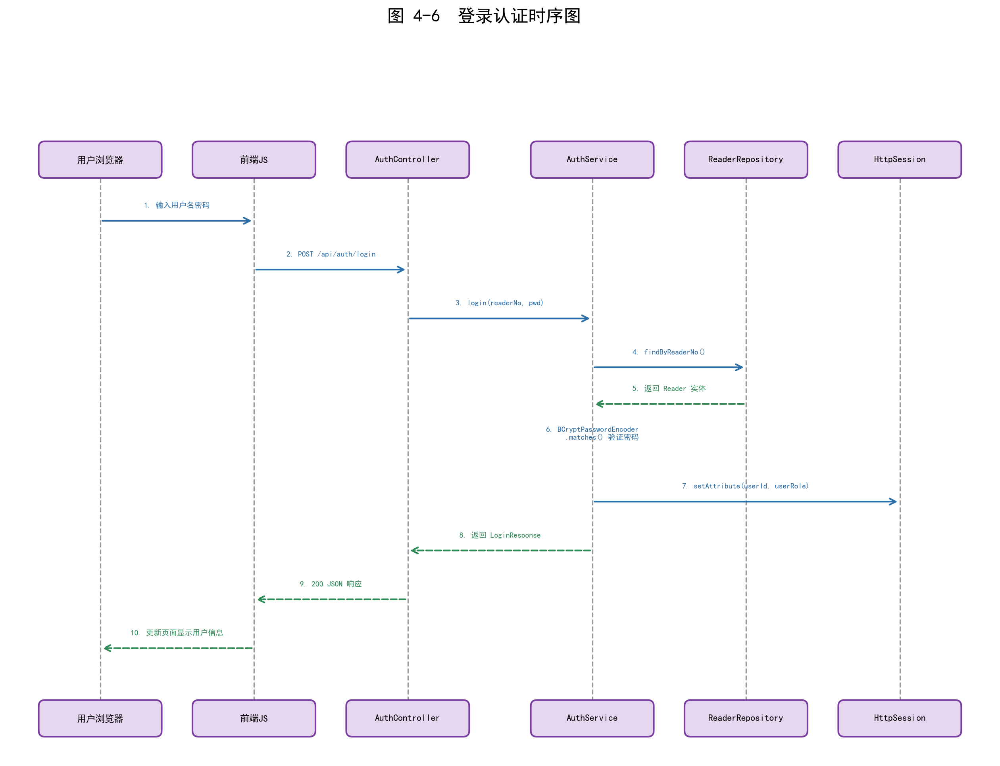 图 4-6  登录认证时序图
用户浏览器
前端JS
AuthController
AuthService
ReaderRepository
HttpSession
1. 输入用户名密码
2. POST /api/auth/login
3. login(readerNo, pwd)
4. findByReaderNo()
5. 返回 Reader 实体
6. BCryptPasswordEncoder
.matches() 验证密码
7. setAttribute(userId, userRole)
8. 返回 LoginResponse
9. 200 JSON 响应
10. 更新页面显示用户信息
用户浏览器
前端JS
AuthController
AuthService
ReaderRepository
HttpSession